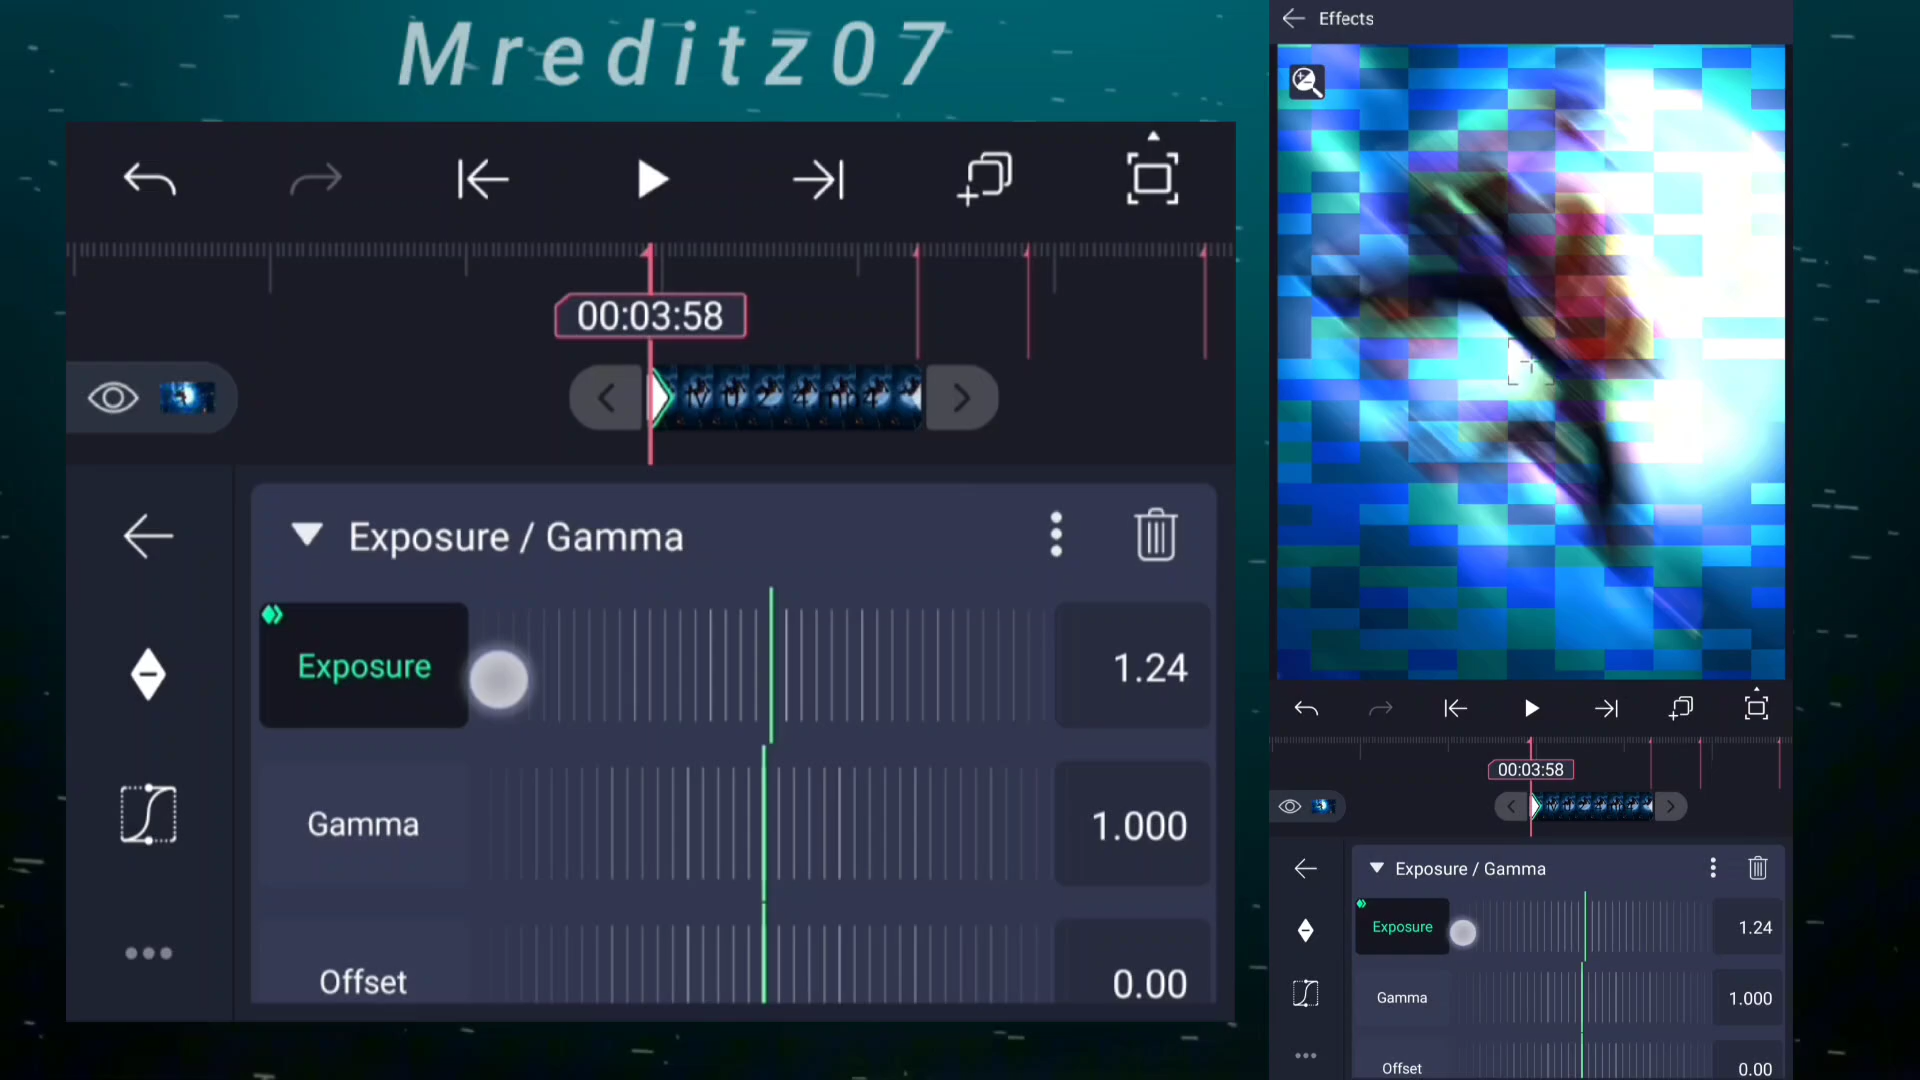 Mreditz07
00:03:58
Exposure / Gamma
Exposure
1.24
Gamma
1.000
Offset
0.00
Effects
00:03:58
Exposure / Gamma
Exposure
1.24
Gamma
1.000
Offset
0.00